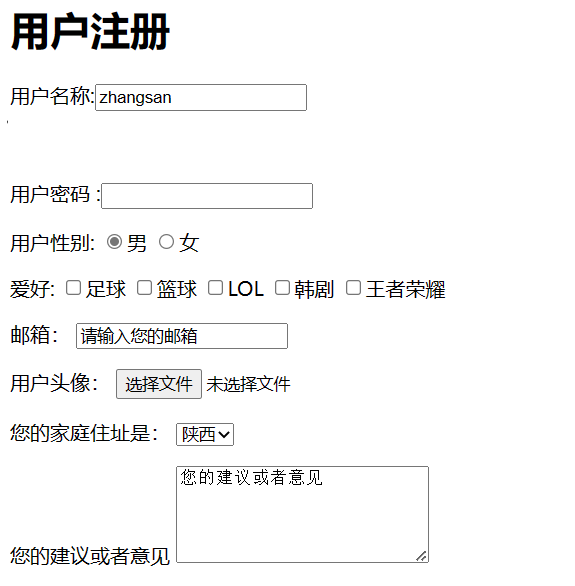 用户注册
用户名称:zhangsan
用户密码 :
用户性别: 男 女
爱好: 足球 篮球 LOL 韩剧 王者荣耀
邮箱： 请输入您的邮箱
用户头像： 选择文件 未选择文件
您的家庭住址是： 陕西
您的建议或者意见
您的建议或者意见